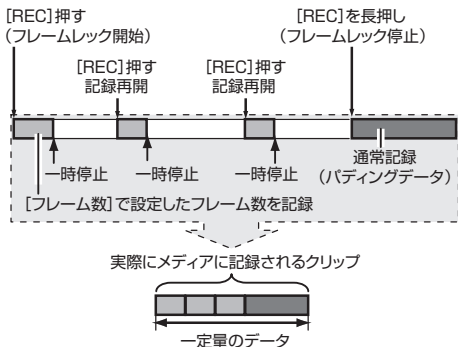 [REC]押す
(フレームレック開始)
[REC]を長押し
(フレームレック停止)
[REC]押す
記録再開
[REC]押す
記録再開
一時停止
一時停止
一時停止
通常記録
(パディングデータ)
[フレーム数]で設定したフレーム数を記録
実際にメディアに記録されるクリップ
一定量のデータ